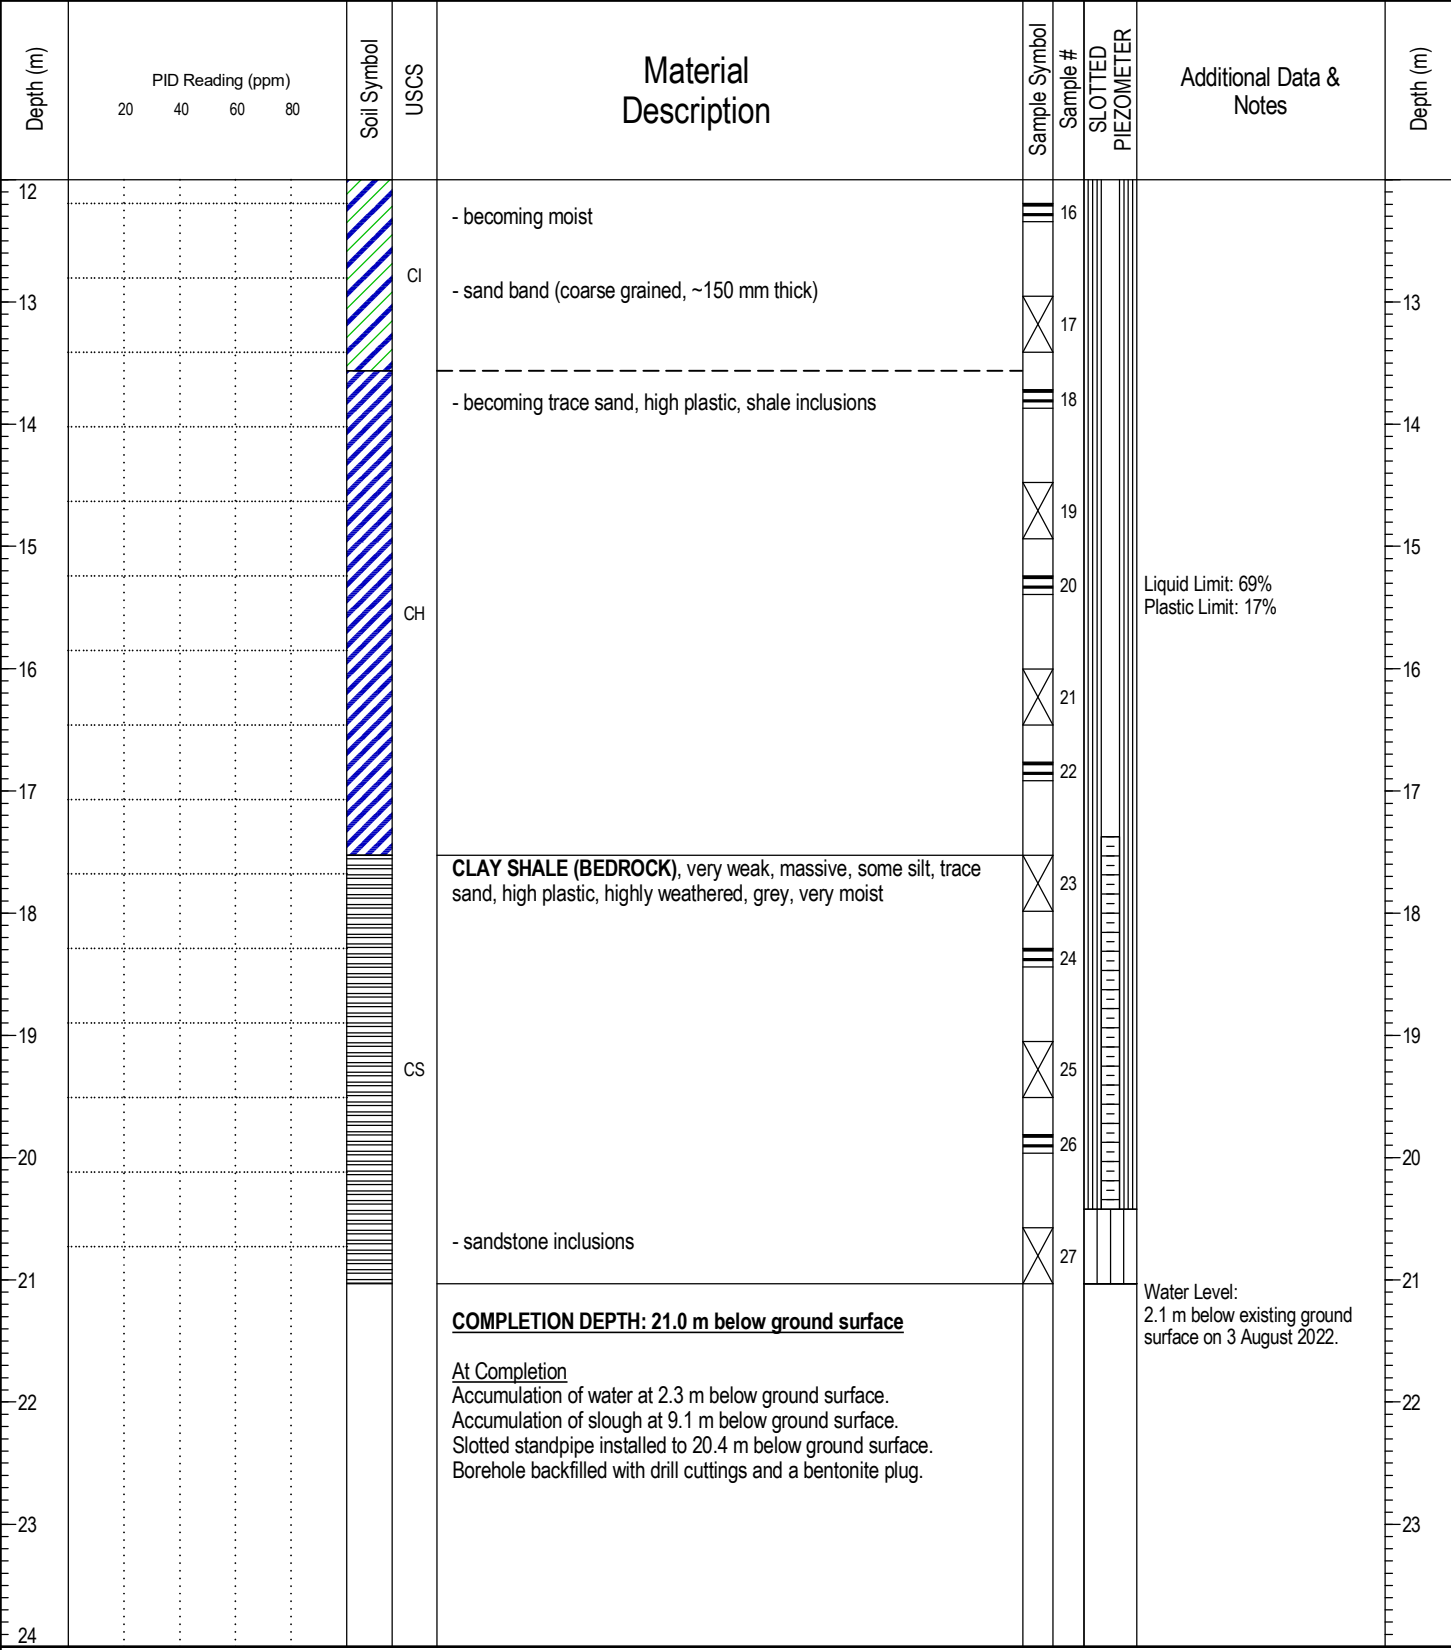 Depth (m)
PID Reading (ppm)
20 40 60 80
Soil Symbol
USCS
Material
Description
Sample Symbol
Sample #
SLOTTED
PIEZOMETER
Additional Data &
Notes
Depth (m)
12
- becoming moist
16
CI
- sand band (coarse grained, ~150 mm thick)
13
13
17
- becoming trace sand, high plastic, shale inclusions
18
14
14
19
15
15
20
Liquid Limit: 69%
Plastic Limit: 17%
CH
16
16
21
22
17
17
CLAY SHALE (BEDROCK), very weak, massive, some silt, trace
sand, high plastic, highly weathered, grey, very moist
23
18
18
24
19
19
CS
25
26
20
20
- sandstone inclusions
27
21
21
Water Level:
2.1 m below existing ground
surface on 3 August 2022.
COMPLETION DEPTH: 21.0 m below ground surface
At Completion
Accumulation of water at 2.3 m below ground surface.
Accumulation of slough at 9.1 m below ground surface.
Slotted standpipe installed to 20.4 m below ground surface.
Borehole backfilled with drill cuttings and a bentonite plug.
22
22
23
23
24